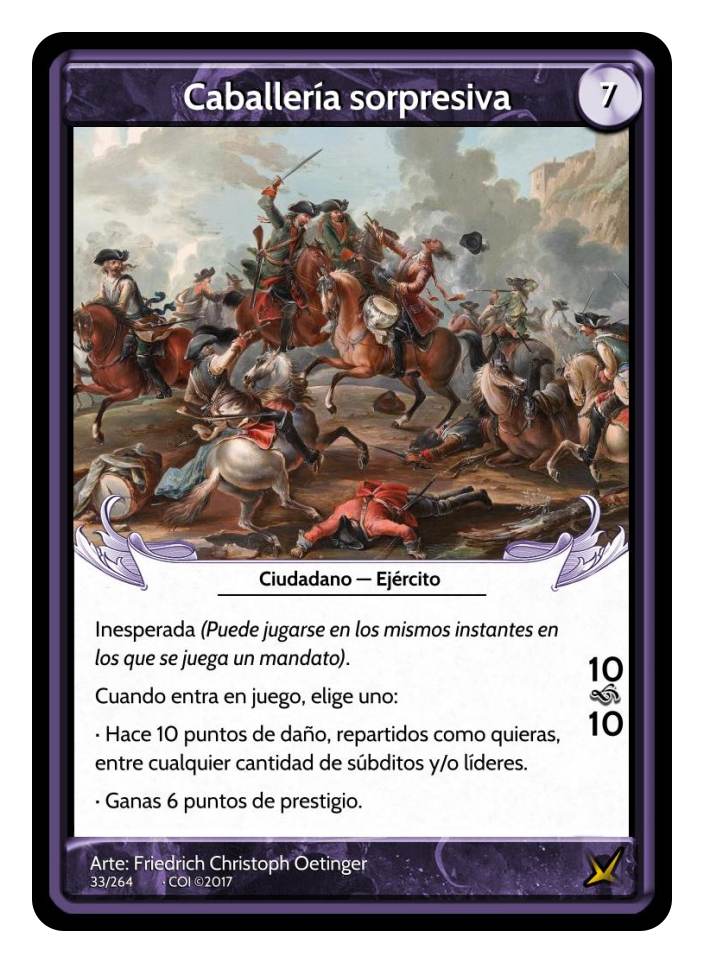 Caballería sorpresiva
7
Ciudadano — Ejército
Inesperada (Puede jugarse en los mismos instantes en
los que se juega un mandato).
Cuando entra en juego, elige uno:
· Hace 10 puntos de daño, repartidos como quieras,
entre cualquier cantidad de súbditos y/o líderes.
· Ganas 6 puntos de prestigio.
10
10
Arte: Friedrich Christoph Oetinger
33/264 · COI ©2017